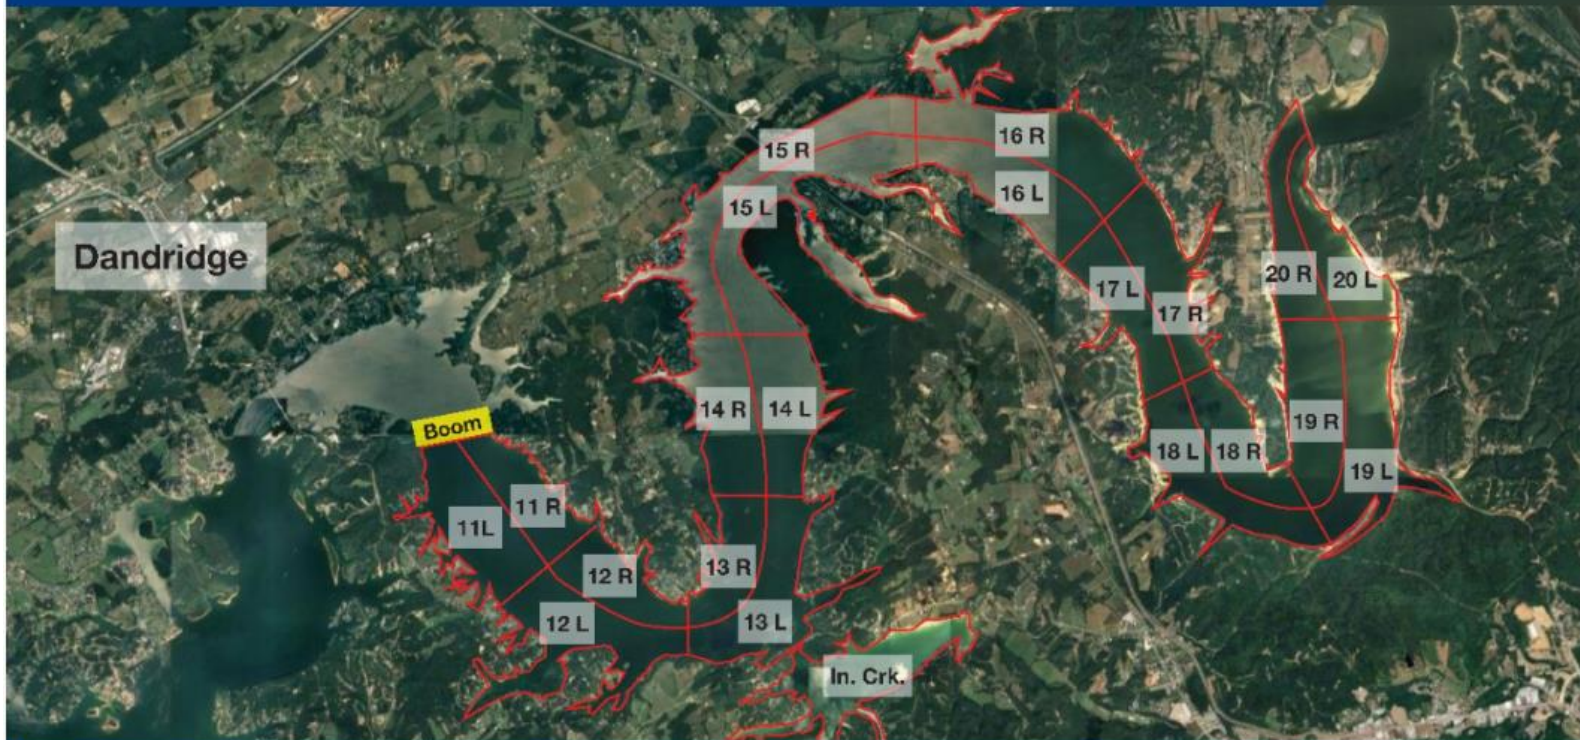 15 R
16 R
16 L
15 L
Dandridge
20 R
20 L
17 L
17 R
14 R
14 L
Boom
19 R
18 L
18 R
19 L
11 R
11L
13 R
12 R
12 L
13 L
In. Crk.